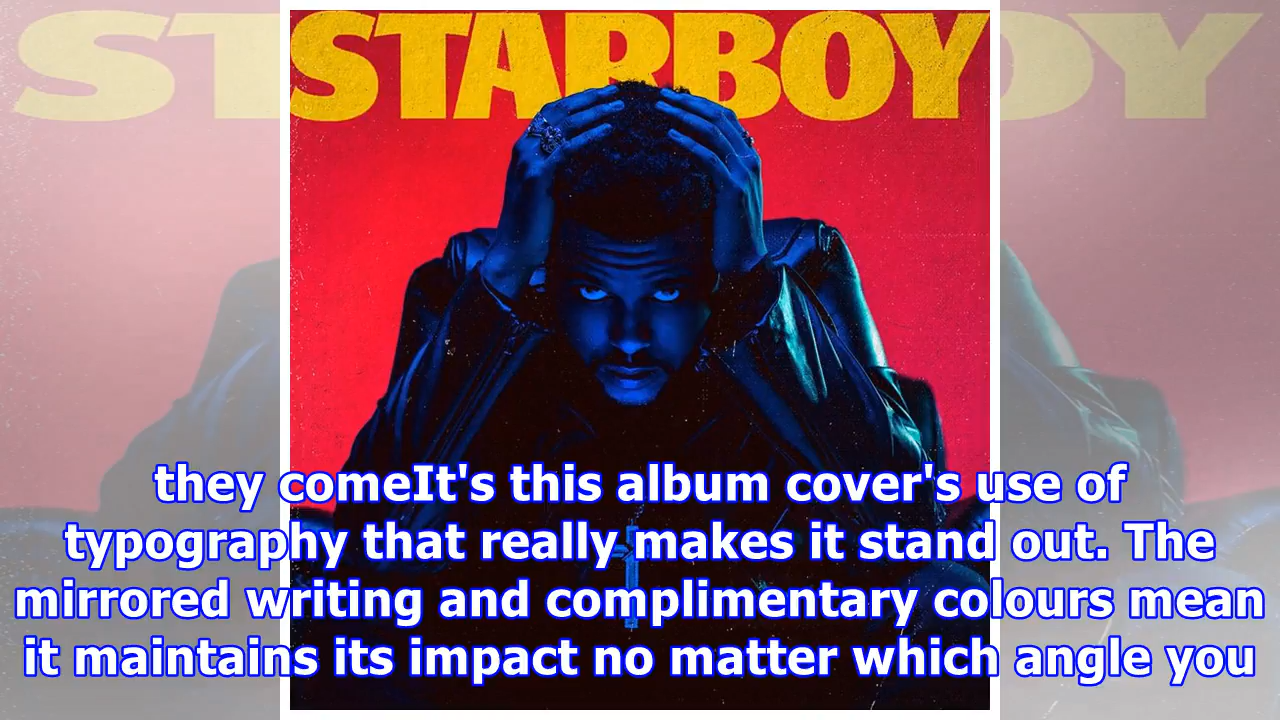 STARBOY
they comeIt's this album cover's use of
typography that really makes it stand out. The
mirrored writing and complimentary colours mean
it maintains its impact no matter which angle you